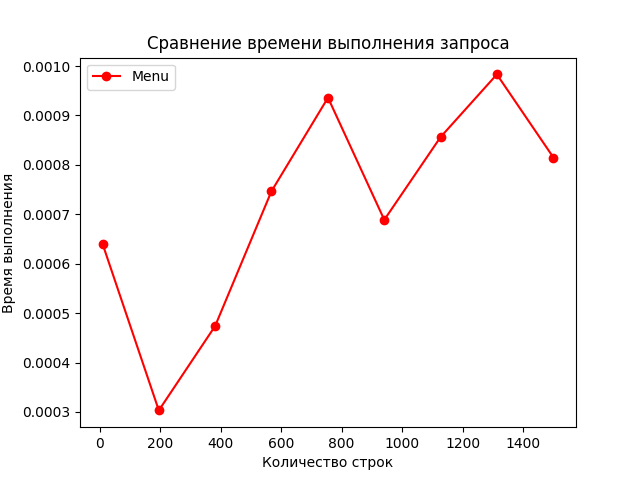 Сравнение времени выполнения запроса
Menu
Время выполнения
0.0010
0.0009
0.0008
0.0007
0.0006
0.0005
0.0004
0.0003
0 200 400 600 800 1000 1200 1400
Количество строк